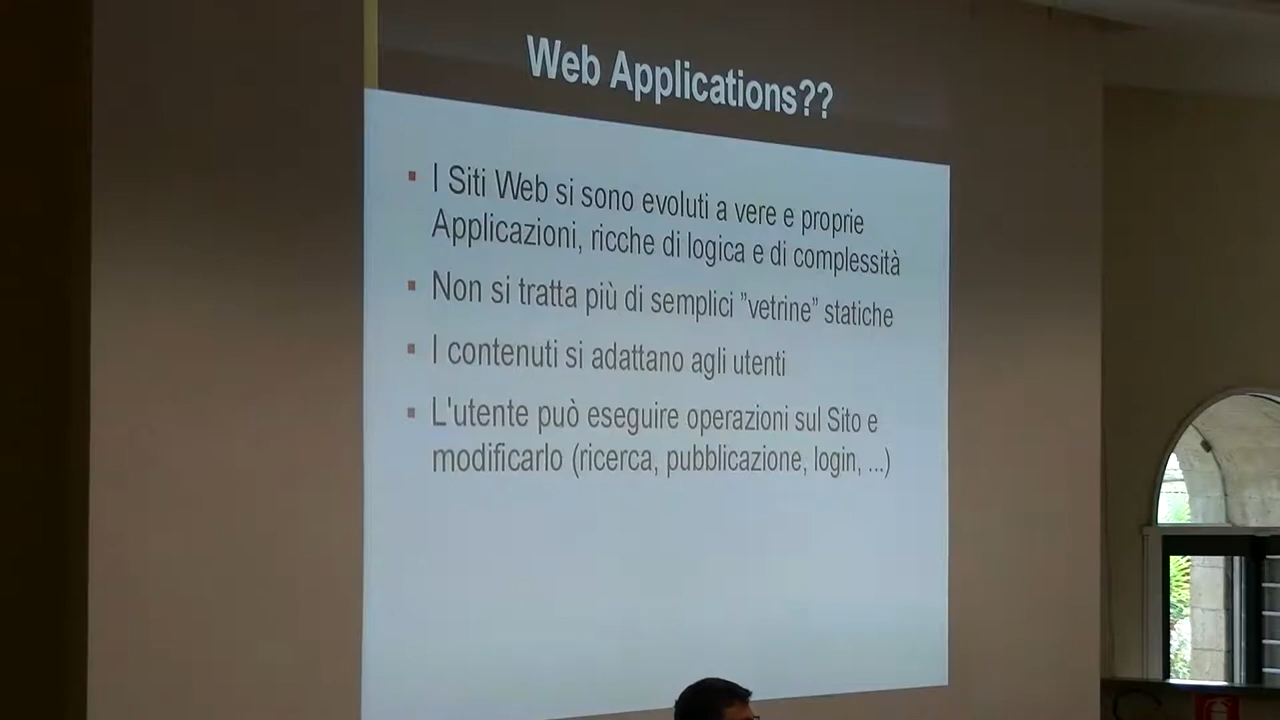 Web Applications??
I Siti Web si sono evoluti a vere e proprie
Applicazioni, ricche di logica e di complessità
Non si tratta più di semplici ”vetrine” statiche
I contenuti si adattano agli utenti
L'utente può eseguire operazioni sul Sito e
modificarlo (ricerca, pubblicazione, login, ...)